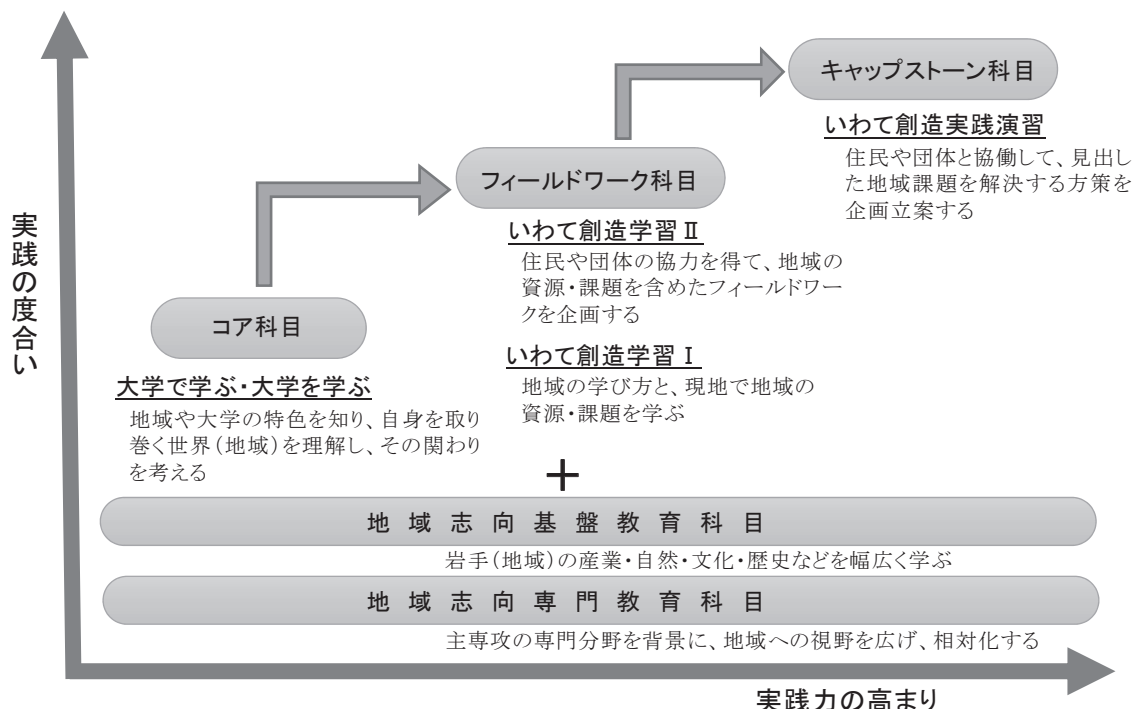 実践の度合い
キャップストーン科目
いわて創造実践演習
住民や団体と協働して、見出し
た地域課題を解決する方策を
企画立案する
フィールドワーク科目
いわて創造学習Ⅱ
住民や団体の協力を得て、地域の
資源・課題を含めたフィールドワー
クを企画する
いわて創造学習Ⅰ
地域の学び方と、現地で地域の
資源・課題を学ぶ
コア科目
大学で学ぶ・大学を学ぶ
地域や大学の特色を知り、自身を取り
巻く世界(地域)を理解し、その関わり
を考える
+
地域志向基盤教育科目
岩手(地域)の産業・自然・文化・歴史などを幅広く学ぶ
地域志向専門教育科目
主専攻の専門分野を背景に、地域への視野を広げ、相対化する
実践力の高まり